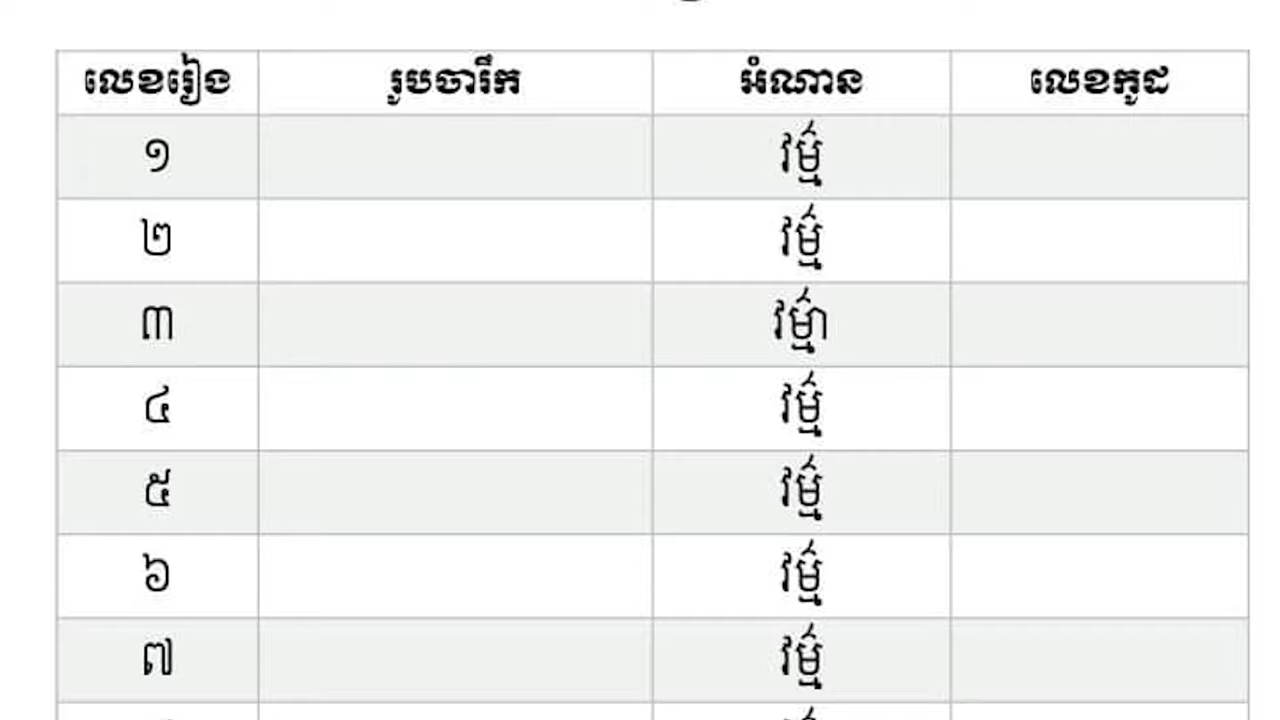 លេខរៀង រូបចារឹក អំណាន លេខកូដ
១ វម៌្ម
២ វម៌្ម
៣ វម៌្មា
៤ វម៌្ម
៥ វម៌្ម
៦ វម៌្ម
៧ វម៌្ម